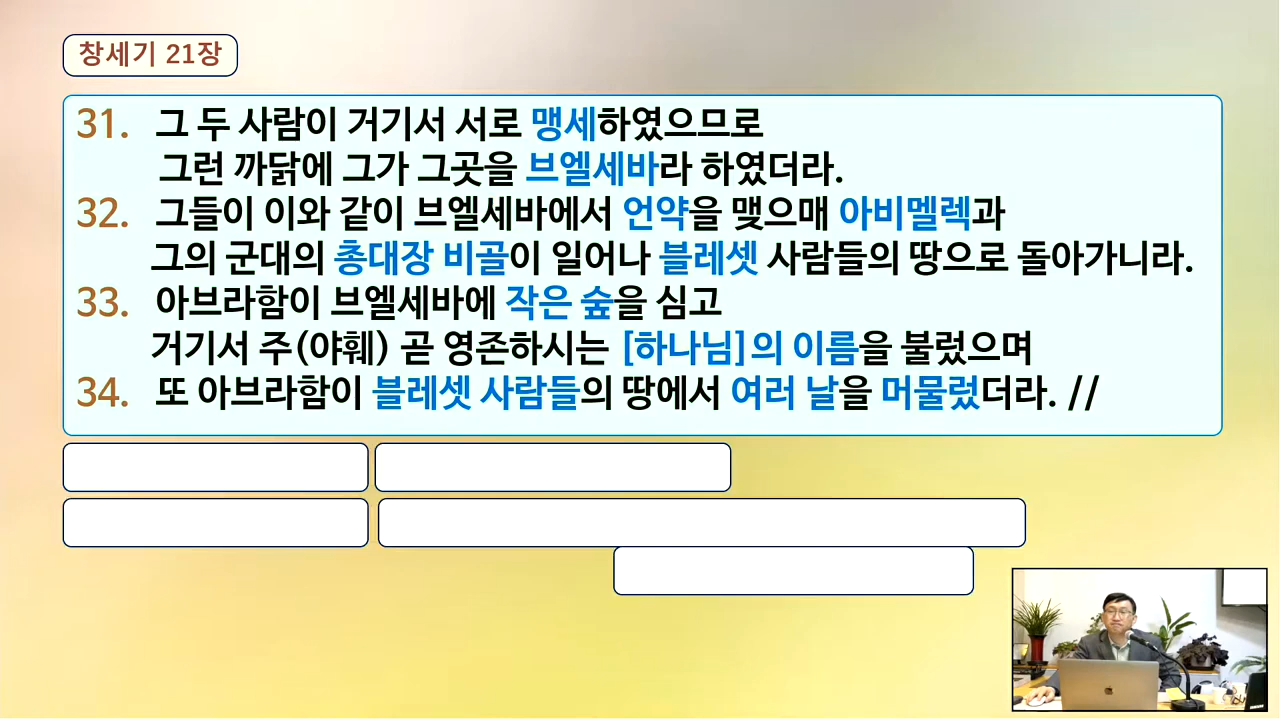 창세기 21장
31. 그 두 사람이 거기서 서로 맹세하였으므로
그런 까닭에 그가 그곳을 브엘세바라 하였더라.
32. 그들이 이와 같이 브엘세바에서 언약을 맺으매 아비멜렉과
그의 군대의 총대장 비골이 일어나 블레셋 사람들의 땅으로 돌아가니라.
33. 아브라함이 브엘세바에 작은 숲을 심고
거기서 주(야훼) 곧 영존하시는 [하나님]의 이름을 불렀으며
34. 또 아브라함이 블레셋 사람들의 땅에서 여러 날을 머물렀더라. //